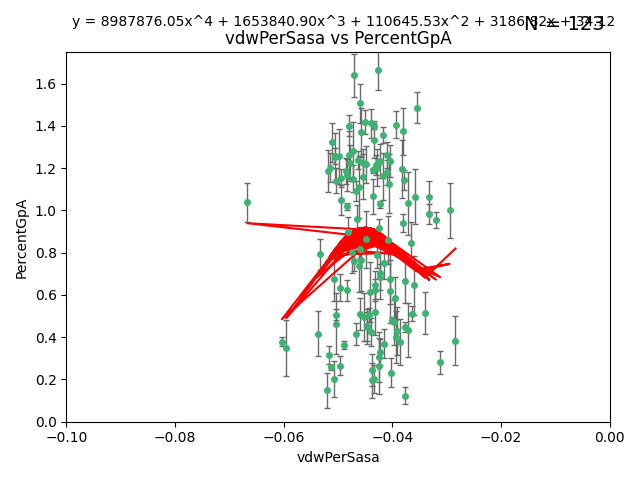 y = 8987876.05x^4 + 1653840.90x^3 + 110645.53x^2 +
N = 123
vdwPerSasa vs PercentGpA
PercentGpA
1.6
1.4
1.2
1.0
0.8
0.6
0.4
0.2
0.0
−0.10 −0.08 −0.06 −0.04 −0.02 0.00
vdwPerSasa